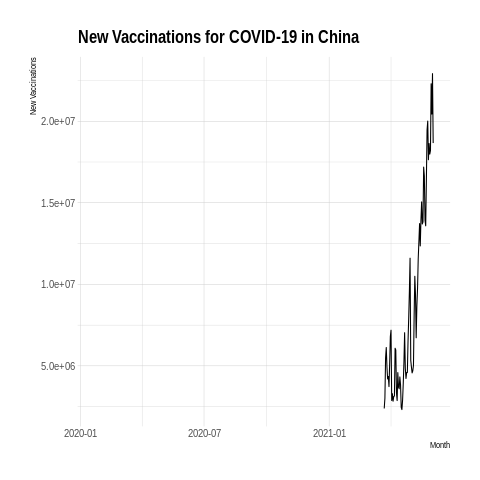 New Vaccinations for COVID-19 in China
New Vaccinations
2.0e+07
1.5e+07
1.0e+07
5.0e+06
2020-01 2020-07 2021-01
Month